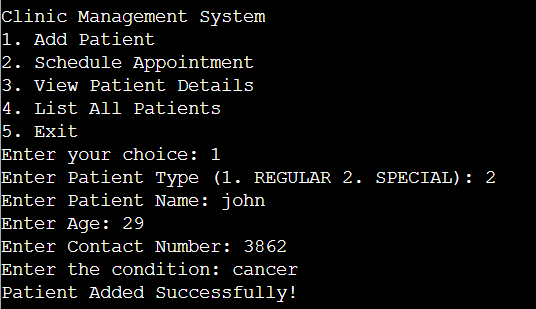 Clinic Management System
1. Add Patient
2. Schedule Appointment
3. View Patient Details
4. List All Patients
5. Exit
Enter your choice: 1
Enter Patient Type (1. REGULAR 2. SPECIAL): 2
Enter Patient Name: john
Enter Age: 29
Enter Contact Number: 3862
Enter the condition: cancer
Patient Added Successfully!